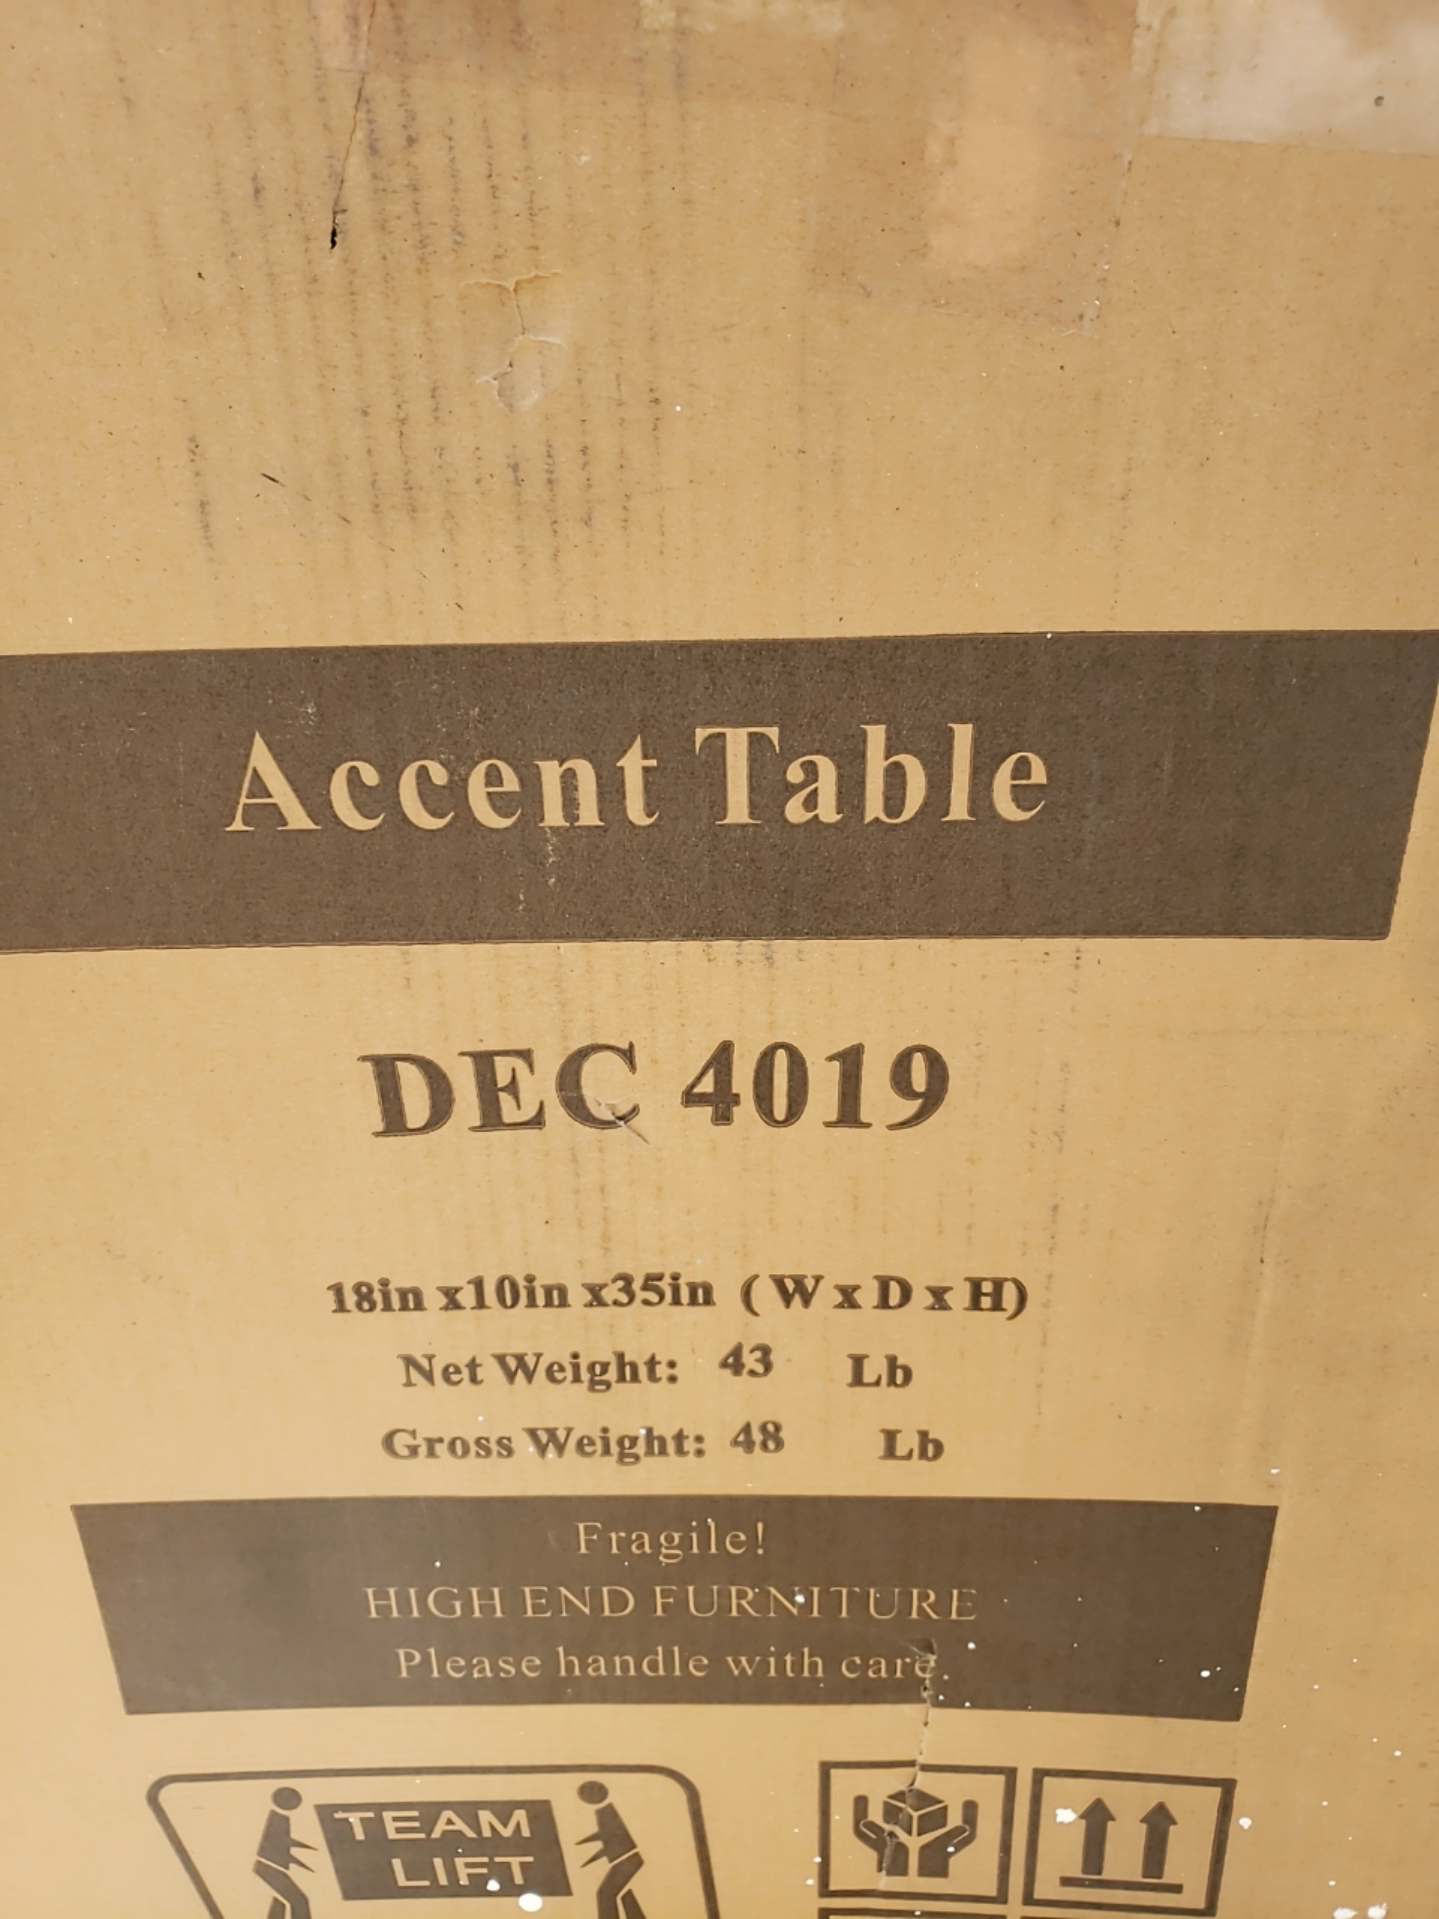 Accent Table
DEC 4019
18in x10in x35in (W x D x H)
Net Weight: 43 Lb
Gross Weight: 48 Lb
Fragile!
HIGH END FURNITURE
Please handle with care.
TEAM
LIFT